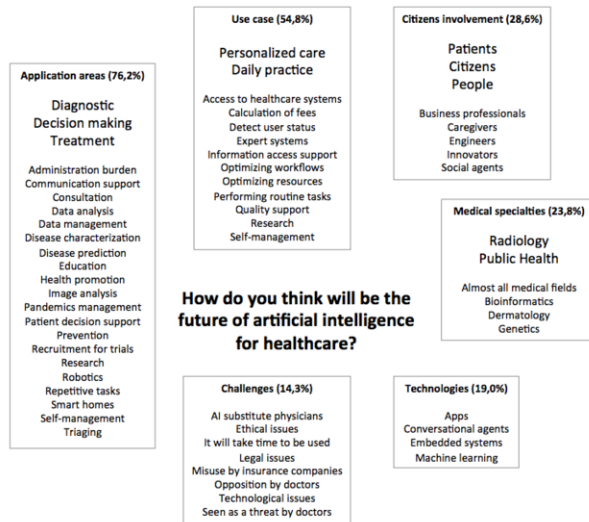 Application areas (76,2%)
Diagnostic
Decision making
Treatment
Administration burden
Communication support
Consultation
Data analysis
Data management
Disease characterization
Disease prediction
Education
Health promotion
Image analysis
Pandemics management
Patient decision support
Prevention
Recruitment for trials
Research
Robotics
Repetitive tasks
Smart homes
Self-management
Triaging
Use case (54,8%)
Personalized care
Daily practice
Access to healthcare systems
Calculation of fees
Detect user status
Expert systems
Information access support
Optimizing workflows
Optimizing resources
Performing routine tasks
Quality support
Research
Self-management
Citizens involvement (28,6%)
Patients
Citizens
People
Business professionals
Caregivers
Engineers
Innovators
Social agents
Medical specialties (23,8%)
Radiology
Public Health
Almost all medical fields
Bioinformatics
Dermatology
Genetics
How do you think will be the
future of artificial intelligence
for healthcare?
Challenges (14,3%)
AI substitute physicians
Ethical issues
It will take time to be used
Legal issues
Misuse by insurance companies
Opposition by doctors
Technological issues
Seen as a threat by doctors
Technologies (19,0%)
Apps
Conversational agents
Embedded systems
Machine learning